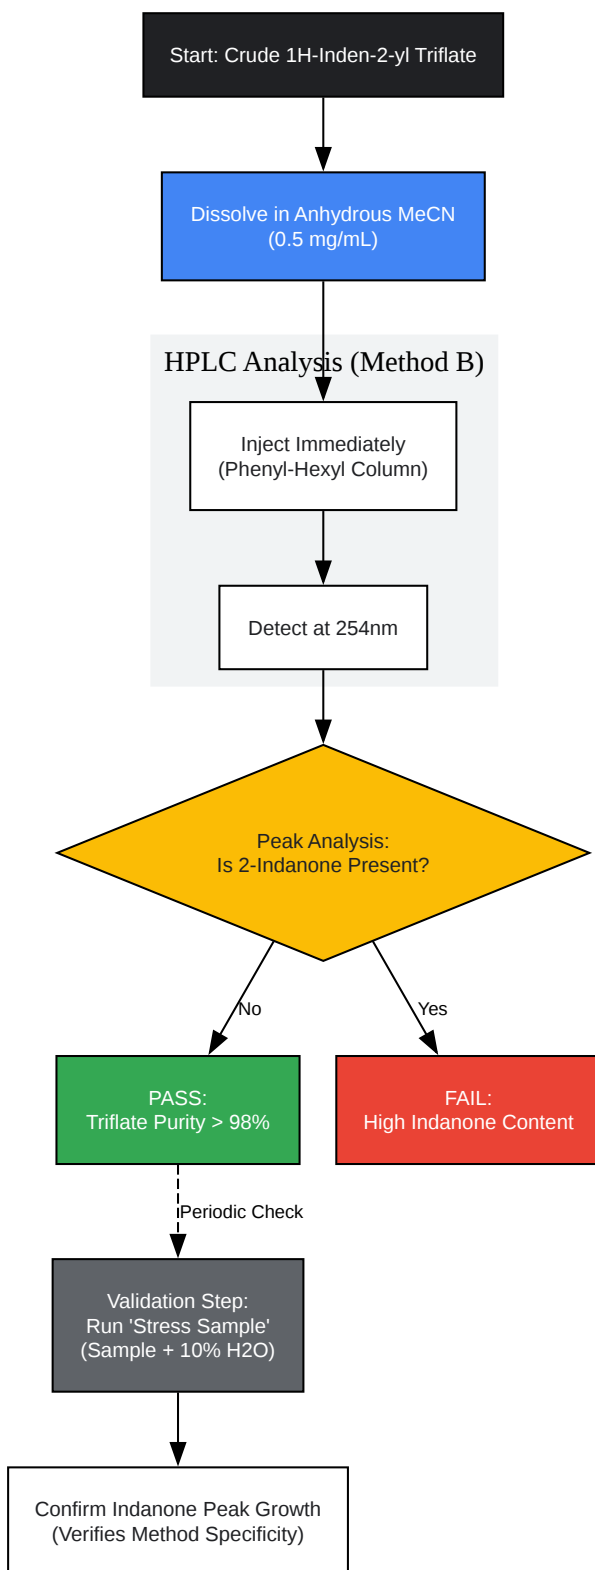 Start: Crude 1H-Inden-2-yl Triflate
Dissolve in Anhydrous MeCN
(0.5 mg/mL)
HPLC Analysis (Method B)
Inject Immediately
(Phenyl-Hexyl Column)
Detect at 254nm
Peak Analysis:
Is 2-Indanone Present?
No
Yes
PASS:
Triflate Purity > 98%
FAIL:
High Indanone Content
Periodic Check
Validation Step:
Run 'Stress Sample'
(Sample + 10% H2O)
Confirm Indanone Peak Growth
(Verifies Method Specificity)